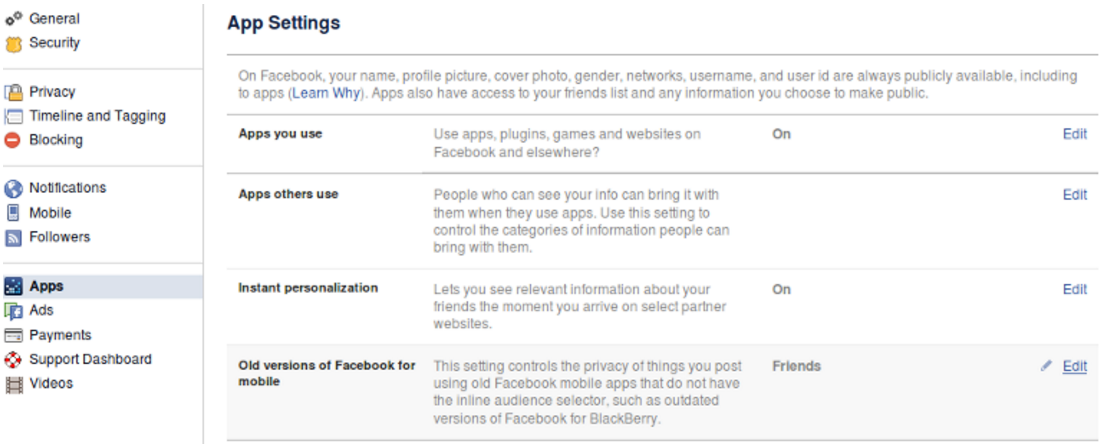 General
Security
Privacy
Timeline and Tagging
Blocking
Notifications
Mobile
Followers
Apps
Ads
Payments
Support Dashboard
Videos
App Settings
On Facebook, your name, profile picture, cover photo, gender, networks, username, and user id are always publicly available, including
to apps (Learn Why). Apps also have access to your friends list and any information you choose to make public.
Apps you use
Use apps, plugins, games and websites on
Facebook and elsewhere?
On
Edit
Apps others use
People who can see your info can bring it with
them when they use apps. Use this setting to
control the categories of information people can
bring with them.
Edit
Instant personalization
Lets you see relevant information about your
friends the moment you arrive on select partner
websites.
On
Edit
Old versions of Facebook for
mobile
This setting controls the privacy of things you post
using old Facebook mobile apps that do not have
the inline audience selector, such as outdated
versions of Facebook for BlackBerry.
Friends
Edit